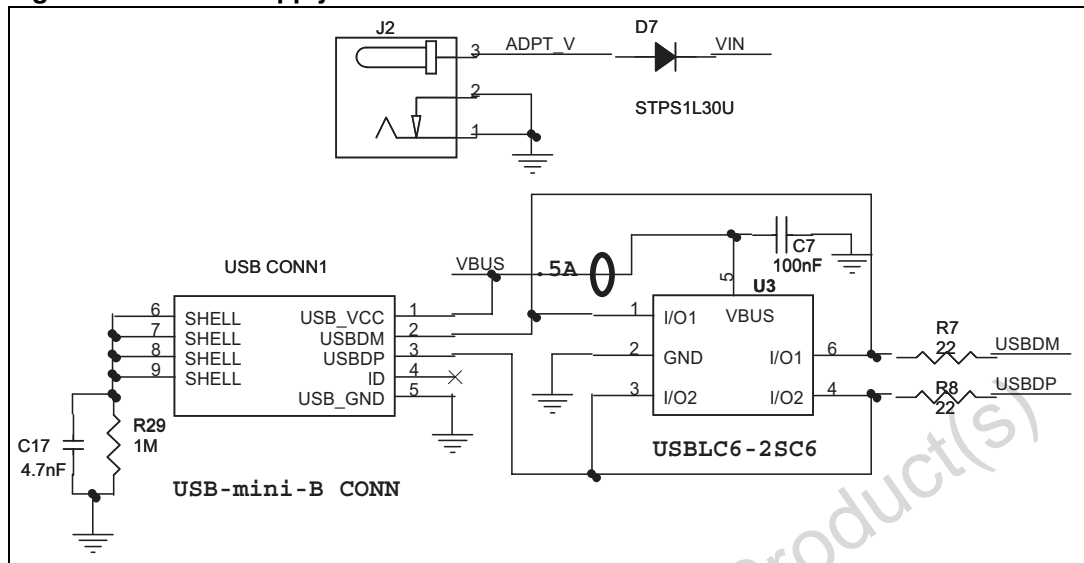 J2
D7
3
ADPT_V
VIN
2
1
STPS1L30U
USB CONN1
VBUS
.5A
C7
100nF
5
U3
6
SHELL
USB_VCC
1
7
SHELL
USBDM
2
8
SHELL
USBDP
3
9
SHELL
ID
4
USB_GND
5
1
I/O1
VBUS
2
GND
I/O1
6
3
I/O2
I/O2
4
R7
22
USBDM
R8
22
USBDP
C17
4.7nF
R29
1M
USB-mini-B CONN
USBLC6-2SC6
roduct(s)